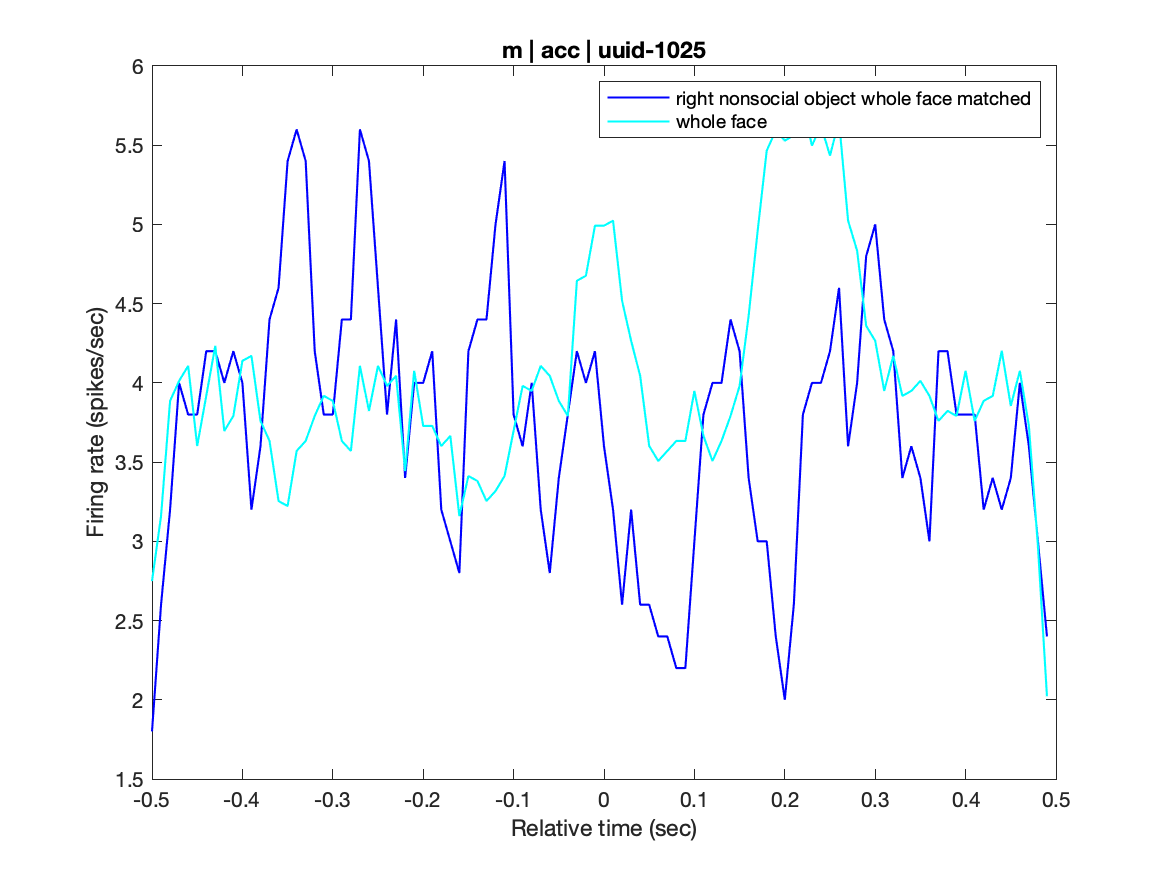 m | acc | uuid-1025
right nonsocial object whole face matched
whole face
Firing rate (spikes/sec)
6
5.5
5
4.5
4
3.5
3
2.5
2
1.5
-0.5 -0.4 -0.3 -0.2 -0.1 0 0.1 0.2 0.3 0.4 0.5
Relative time (sec)